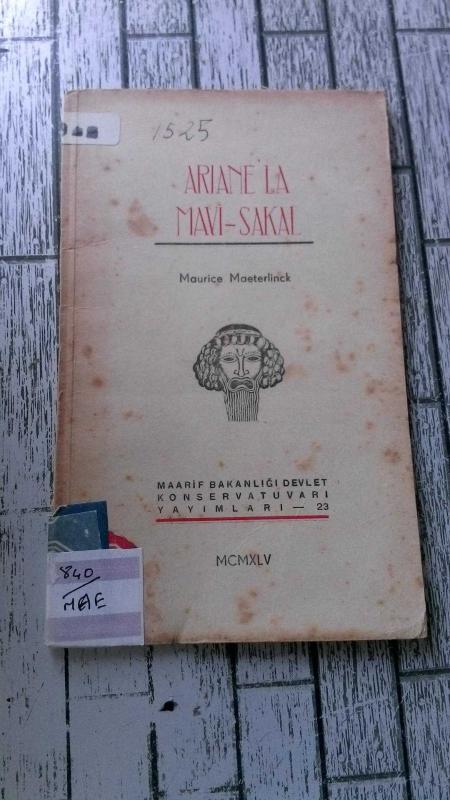 1525
ARIANE'LA
MAVİ-SAKAL
Maurice Maeterlinck
MAARİF BAKANLIĞI DEVLET
KONSERVATUVARI
YAYIMLARI — 23
MCMXLV
840
MAE